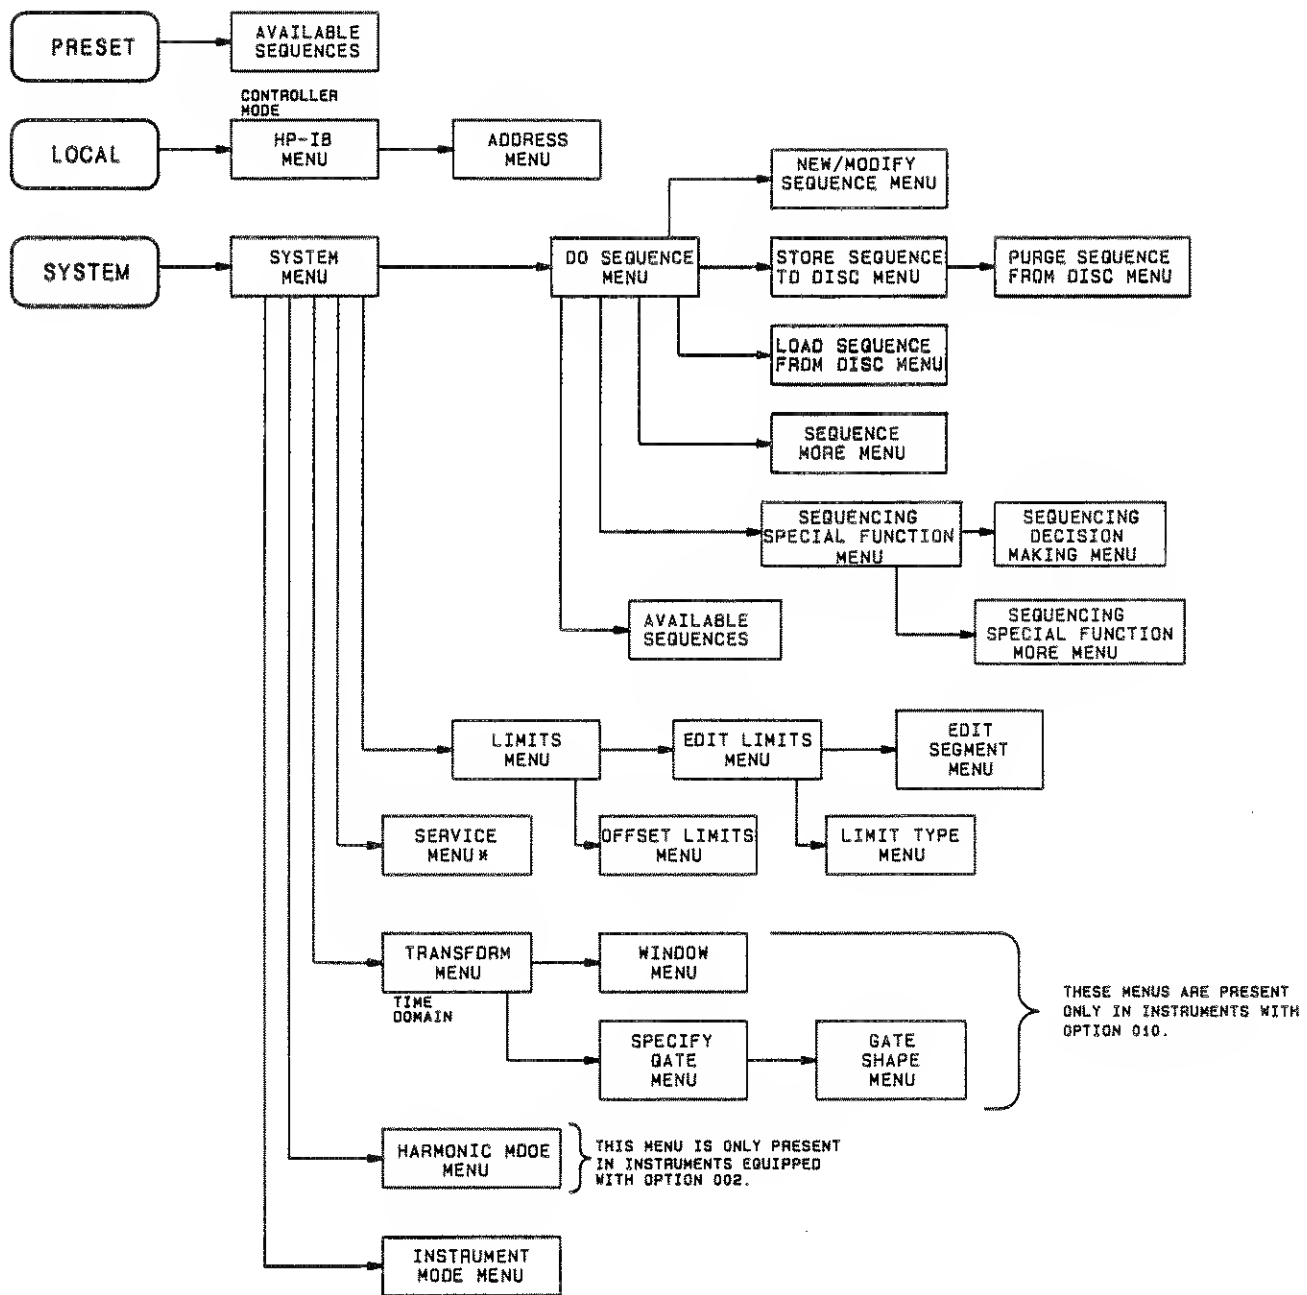 PRESET
AVAILABLE
SEQUENCES
CONTROLLER
MODE
LOCAL
HP-IB
MENU
ADDRESS
MENU
NEW/MODIFY
SEQUENCE MENU
SYSTEM
SYSTEM
MENU
DO SEQUENCE
MENU
STORE SEQUENCE
TO DISC MENU
PURGE SEQUENCE
FROM DISC MENU
LOAD SEQUENCE
FROM DISC MENU
SEQUENCE
MORE MENU
SEQUENCING
SPECIAL FUNCTION
MENU
SEQUENCING
DECISION
MAKING MENU
AVAILABLE
SEQUENCES
SEQUENCING
SPECIAL FUNCTION
MORE MENU
LIMITS
MENU
EDIT LIMITS
MENU
EDIT
SEGMENT
MENU
SERVICE
MENU*
OFFSET LIMITS
MENU
LIMIT TYPE
MENU
TRANSFORM
MENU
TIME
DOMAIN
WINDOW
MENU
THESE MENUS ARE PRESENT
ONLY IN INSTRUMENTS WITH
OPTION 010.
SPECIFY
GATE
MENU
GATE
SHAPE
MENU
HARMONIC MODE
MENU
THIS MENU IS ONLY PRESENT
IN INSTRUMENTS EQUIPPED
WITH OPTION 002.
INSTRUMENT
MODE MENU